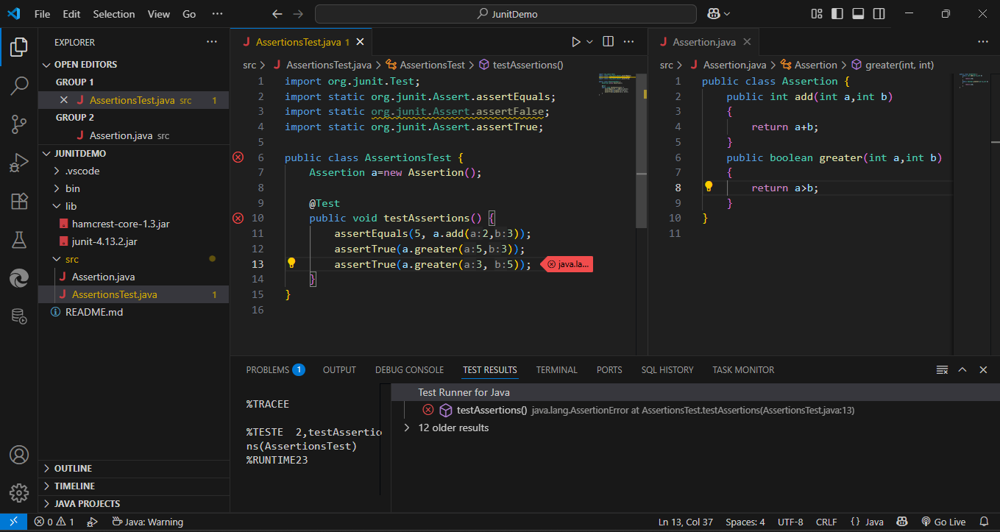 File Edit Selection View Go ··· JunitDemo
EXPLORER ···
OPEN EDITORS
GROUP 1
AssertionsTest.java src 1
GROUP 2
Assertion.java src
JUNITDEMO
.vscode
bin
lib
hamcrest-core-1.3.jar
junit-4.13.2.jar
src
Assertion.java
AssertionsTest.java 1
README.md
OUTLINE
TIMELINE
JAVA PROJECTS
AssertionsTest.java 1
src > AssertionsTest.java > AssertionsTest > testAssertions()
1 import org.junit.Test;
2 import static org.junit.Assert.assertEquals;
3 import static org.junit.Assert.assertFalse;
4 import static org.junit.Assert.assertTrue;
5
6 public class AssertionsTest {
7 Assertion a=new Assertion();
8
9 @Test
10 public void testAssertions() {
11 assertEquals(5, a.add(a:2,b:3));
12 assertTrue(a.greater(a:5,b:3));
13 assertTrue(a.greater(a:3, b:5)); java.la...
14 }
15 }
16
Assertion.java
src > Assertion.java > Assertion > greater(int, int)
1 public class Assertion {
2 public int add(int a,int b)
3 {
4 return a+b;
5 }
6 public boolean greater(int a,int b)
7 {
8 return a>b;
9 }
10 }
11
PROBLEMS 1 OUTPUT DEBUG CONSOLE TEST RESULTS TERMINAL PORTS SQL HISTORY TASK MONITOR
%TRACEE
%TESTE 2,testAssertio
ns(AssertionsTest)
%RUNTIME23
Test Runner for Java
testAssertions() java.lang.AssertionError at AssertionsTest.testAssertions(AssertionsTest.java:13)
12 older results
0 1 Java: Warning Ln 13, Col 37 Spaces: 4 UTF-8 CRLF {} Java Go Live